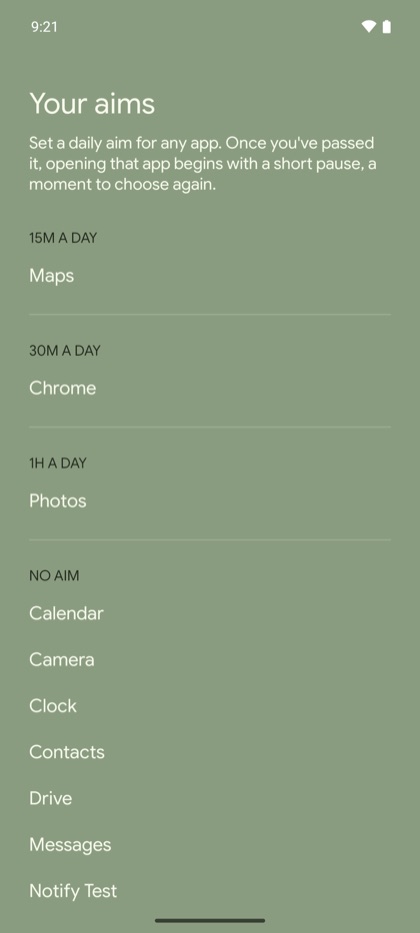 9:21
Your aims
Set a daily aim for any app. Once you've passed
it, opening that app begins with a short pause, a
moment to choose again.
15M A DAY
Maps
30M A DAY
Chrome
1H A DAY
Photos
NO AIM
Calendar
Camera
Clock
Contacts
Drive
Messages
Notify Test